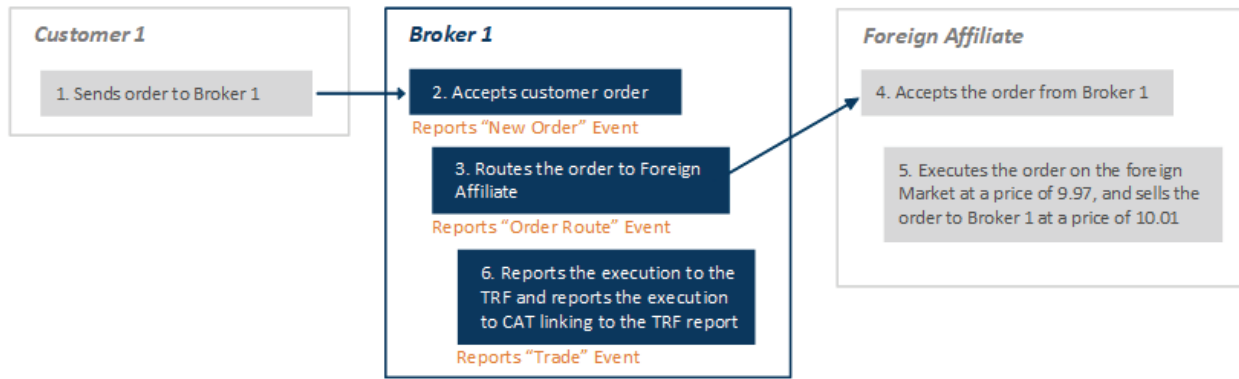 Customer 1
1. Sends order to Broker 1
Broker 1
2. Accepts customer order
Reports "New Order" Event
3. Routes the order to Foreign
Affiliate
Reports "Order Route" Event
6. Reports the execution to the
TRF and reports the execution
to CAT linking to the TRF report
Reports "Trade" Event
Foreign Affiliate
4. Accepts the order from Broker 1
5. Executes the order on the foreign
Market at a price of 9.97, and sells the
order to Broker 1 at a price of 10.01